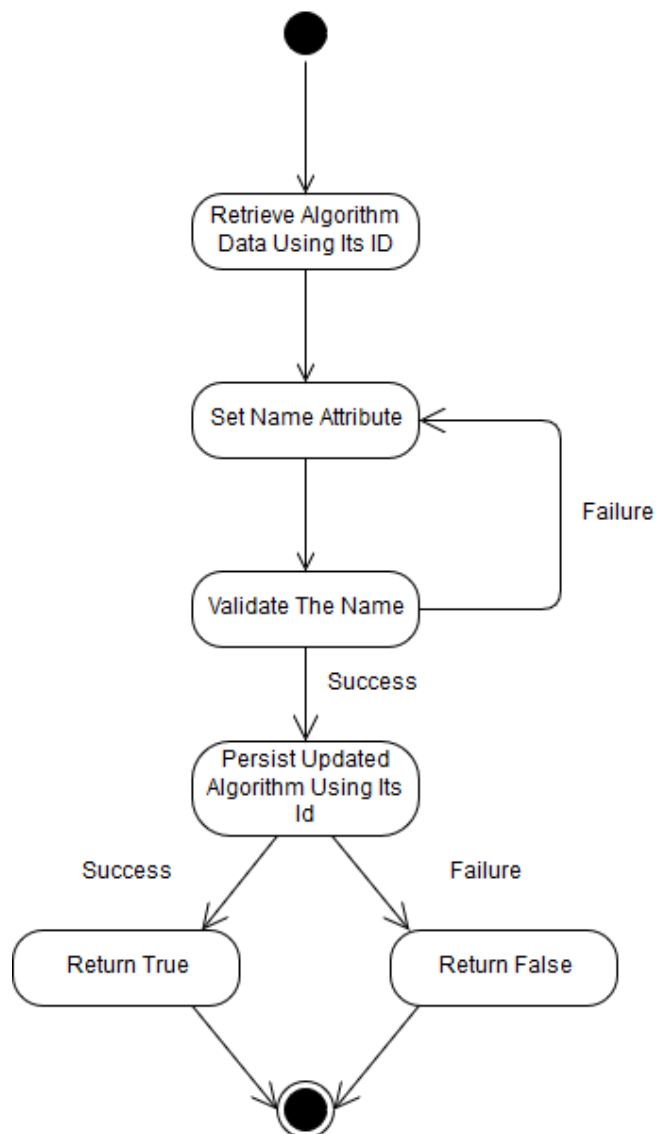 Retrieve Algorithm
Data Using Its ID
Set Name Attribute
Failure
Validate The Name
Success
Persist Updated
Algorithm Using Its
Id
Success
Failure
Return True
Return False